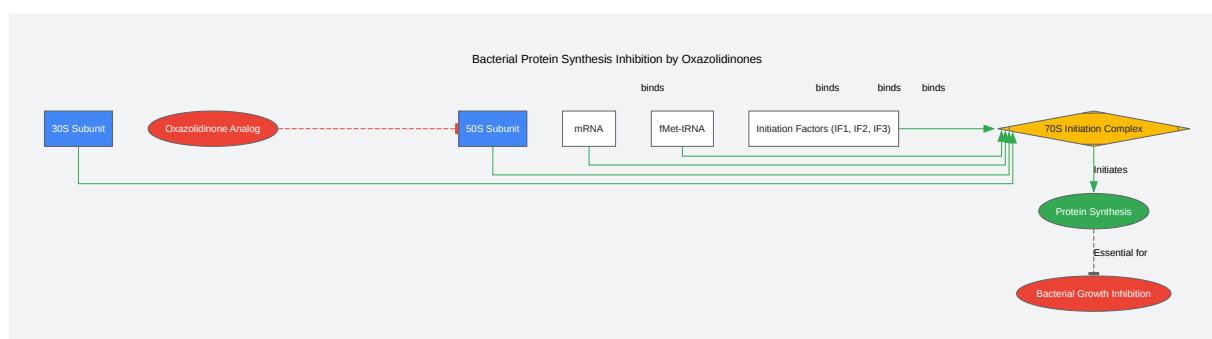 Bacterial Protein Synthesis Inhibition by Oxazolidinones
binds
binds
binds
binds
30S Subunit
Oxazolidinone Analog
50S Subunit
mRNA
fMet-tRNA
Initiation Factors (IF1, IF2, IF3)
70S Initiation Complex
Initiates
Protein Synthesis
Essential for
Bacterial Growth Inhibition